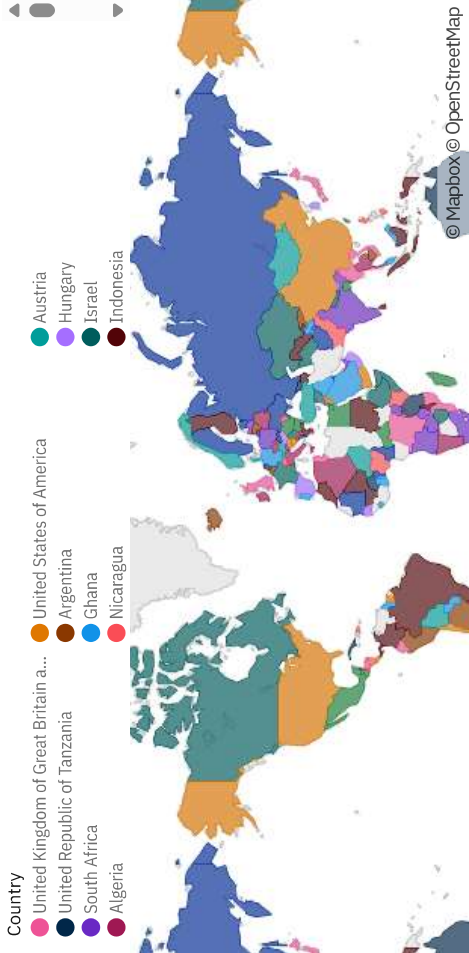 Country
United Kingdom of Great Britain a...
United States of America
Austria
United Republic of Tanzania
Argentina
Hungary
South Africa
Ghana
Israel
Algeria
Nicaragua
Indonesia
© Mapbox © OpenStreetMap